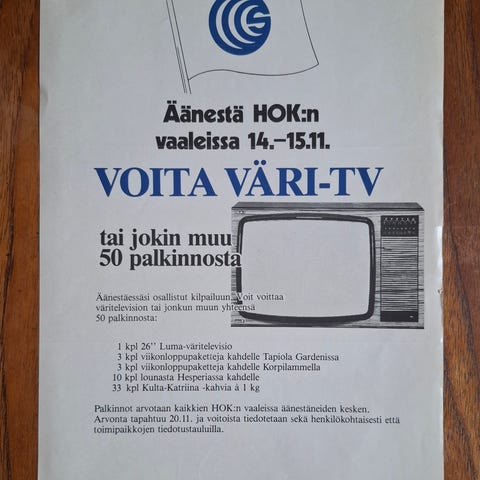 Äänestä HOK:n
vaaleissa 14.–15.11.
VOITA VÄRI-TV
tai jokin muu
50 palkinnosta
Äänestäessäsi osallistut kilpailuun. Voit voittaa
väritelevision tai jonkun muun yhteensä
50 palkinnosta:
1 kpl 26'' Luma-väritelevisio
3 kpl viikonloppupaketteja kahdelle Tapiola Gardenissa
3 kpl viikonloppupaketteja kahdelle Korpilammella
10 kpl lounasta Hesperiassa kahdelle
33 kpl Kulta-Katriina -kahvia à 1 kg
Palkinnot arvotaan kaikkien HOK:n vaaleissa äänestäneiden kesken.
Arvonta tapahtuu 20.11. ja voitoista tiedotetaan sekä henkilökohtaisesti että
toimipaikkojen tiedotustauluilla.